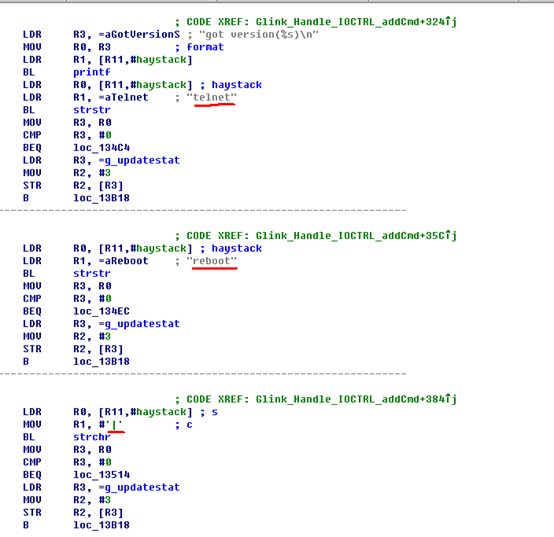 ; CODE XREF: Glink_Handle_IOCTRL_addCmd+324↑j
LDR R3, =aGotVersionS ; "got version(%s)\n"
MOV R0, R3 ; format
LDR R1, [R11,#haystack]
BL printf
LDR R0, [R11,#haystack] ; haystack
LDR R1, =aTelnet ; "telnet"
BL strstr
MOV R3, R0
CMP R3, #0
BEQ loc_134C4
LDR R3, =g_updatestat
MOV R2, #3
STR R2, [R3]
B loc_13B18
; CODE XREF: Glink_Handle_IOCTRL_addCmd+35C↑j
LDR R0, [R11,#haystack] ; haystack
LDR R1, =aReboot ; "reboot"
BL strstr
MOV R3, R0
CMP R3, #0
BEQ loc_134EC
LDR R3, =g_updatestat
MOV R2, #3
STR R2, [R3]
B loc_13B18
; CODE XREF: Glink_Handle_IOCTRL_addCmd+384↑j
LDR R0, [R11,#haystack] ; s
MOV R1, #'|' ; c
BL strchr
MOV R3, R0
CMP R3, #0
BEQ loc_13514
LDR R3, =g_updatestat
MOV R2, #3
STR R2, [R3]
B loc_13B18